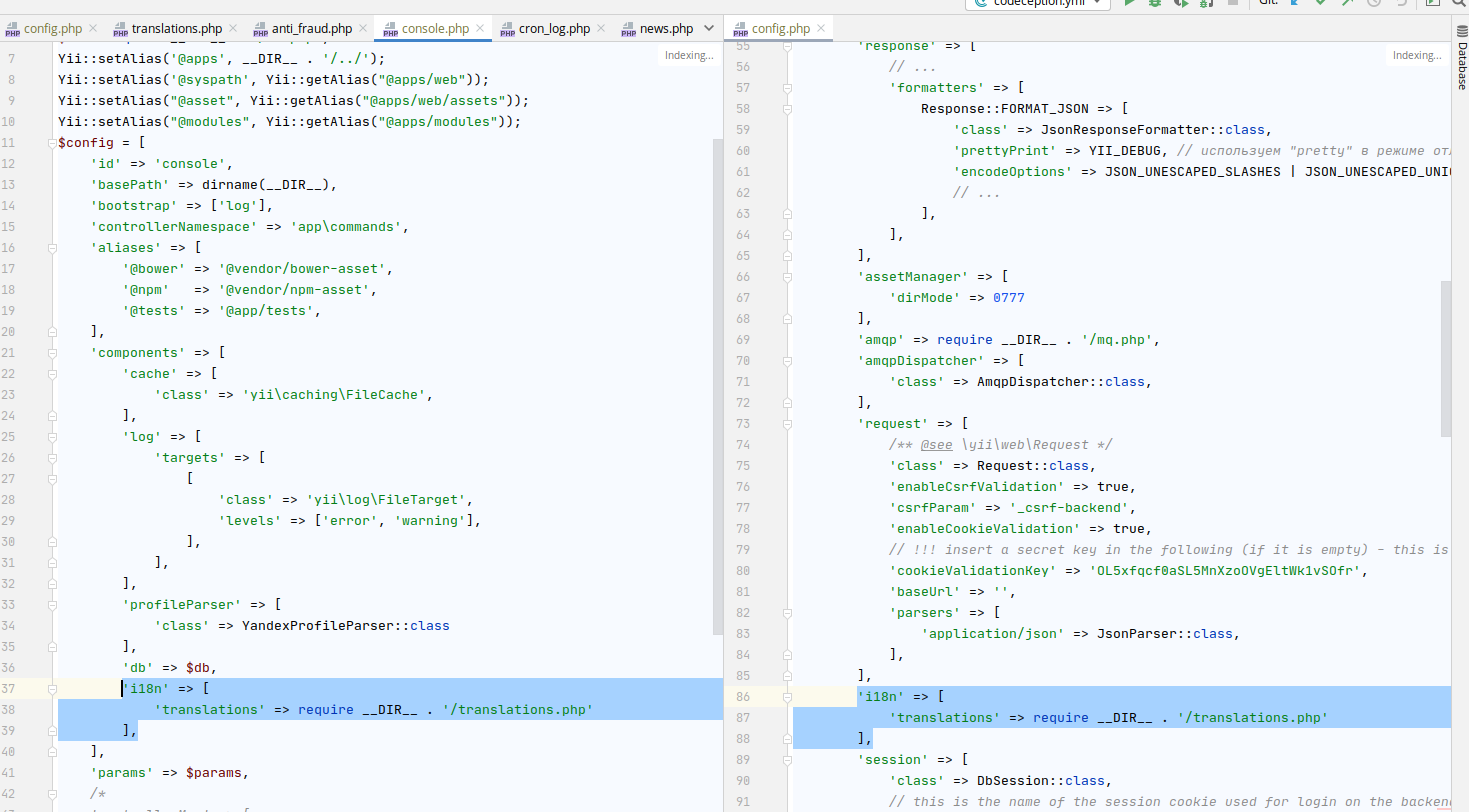 codeception.yml
Git:
config.php
translations.php
anti_fraud.php
console.php
cron_log.php
news.php
config.php
Indexing...
7 Yii::setAlias('@apps', __DIR__ . '/../');
8 Yii::setAlias('@syspath', Yii::getAlias("@apps/web"));
9 Yii::setAlias("@asset", Yii::getAlias("@apps/web/assets"));
10 Yii::setAlias("@modules", Yii::getAlias("@apps/modules"));
11 $config = [
12 'id' => 'console',
13 'basePath' => dirname(__DIR__),
14 'bootstrap' => ['log'],
15 'controllerNamespace' => 'app\commands',
16 'aliases' => [
17 '@bower' => '@vendor/bower-asset',
18 '@npm'   => '@vendor/npm-asset',
19 '@tests' => '@app/tests',
20 ],
21 'components' => [
22 'cache' => [
23 'class' => 'yii\caching\FileCache',
24 ],
25 'log' => [
26 'targets' => [
27 [
28 'class' => 'yii\log\FileTarget',
29 'levels' => ['error', 'warning'],
30 ],
31 ],
32 ],
33 'profileParser' => [
34 'class' => YandexProfileParser::class
35 ],
36 'db' => $db,
37 'i18n' => [
38 'translations' => require __DIR__ . '/translations.php'
39 ],
40 ],
41 'params' => $params,
42 /*
Indexing...
55 'response' => [
56 // ...
57 'formatters' => [
58 Response::FORMAT_JSON => [
59 'class' => JsonResponseFormatter::class,
60 'prettyPrint' => YII_DEBUG, // используем "pretty" в режиме
61 'encodeOptions' => JSON_UNESCAPED_SLASHES |
62 // ...
63 ],
64 ],
65 ],
66 'assetManager' => [
67 'dirMode' => 0777
68 ],
69 'amqp' => require __DIR__ . '/mq.php',
70 'amqpDispatcher' => [
71 'class' => AmqpDispatcher::class,
72 ],
73 'request' => [
74 /** @see \yii\web\Request */
75 'class' => Request::class,
76 'enableCsrfValidation' => true,
77 'csrfParam' => '_csrf-backend',
78 'enableCookieValidation' => true,
79 // !!! insert a secret key in the following (if it is empty) - this is
80 'cookieValidationKey' => 'OL5xfqcf0aSL5MnXzoOVgEltWk1vSOfr',
81 'baseUrl' => '',
82 'parsers' => [
83 'application/json' => JsonParser::class,
84 ],
85 ],
86 'i18n' => [
87 'translations' => require __DIR__ . '/translations.php'
88 ],
89 'session' => [
90 'class' => DbSession::class,
91 // this is the name of the session cookie used for login on the
Database